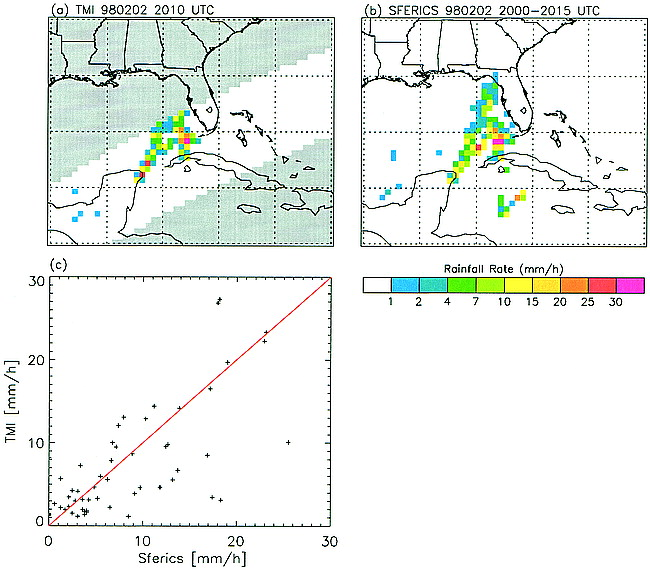 (a) TMI 980202 2010 UTC
(b) SFERICS 980202 2000-2015 UTC
(c)
Rainfall Rate (mm/h)
1 2 4 7 10 15 20 25 30
30
20
10
0
TMI [mm/h]
0 10 20 30
Sferics [mm/h]